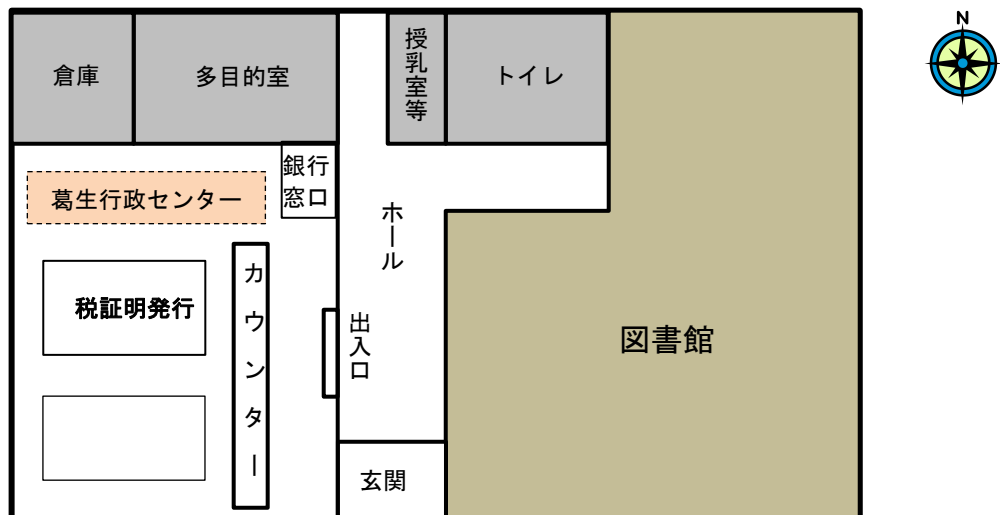 N
倉庫
多目的室
授乳室等
トイレ
銀行
窓口
葛生行政センター
ホール
カウンター
税証明発行
出入口
図書館
玄関